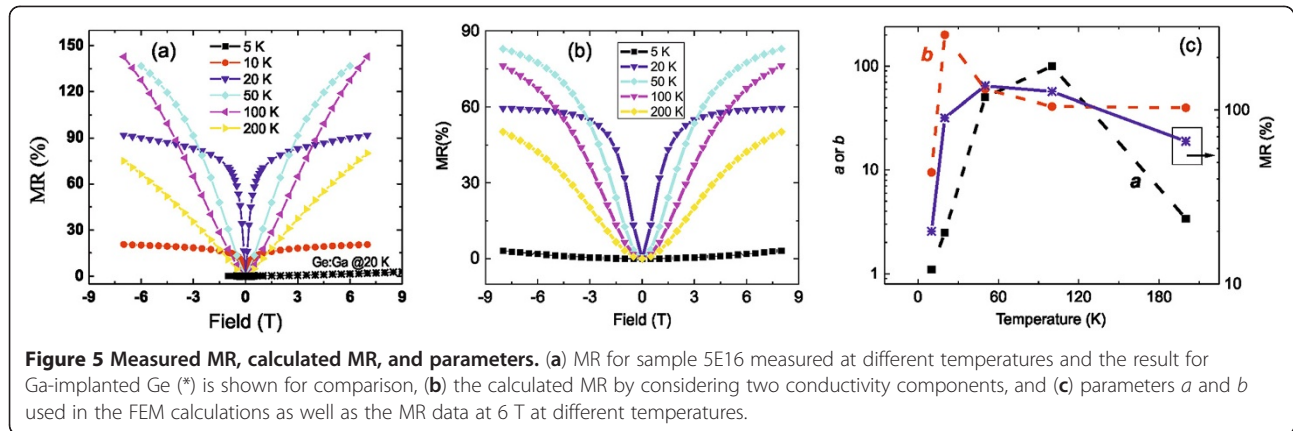 (a)
MR (%)
150
120
90
60
30
0
5 K
10 K
20 K
50 K
100 K
200 K
Ge:Ga @20 K
-9 -6 -3 0 3 6 9
Field (T)
(b)
MR(%)
90
60
30
0
5 K
20 K
50 K
100 K
200 K
-9 -6 -3 0 3 6 9
Field (T)
(c)
a or b
100
10
1
b
a
100
10
MR (%)
0 60 120 180
Temperature (K)
Figure 5 Measured MR, calculated MR, and parameters. (a) MR for sample 5E16 measured at different temperatures and the result for
Ga-implanted Ge (*) is shown for comparison, (b) the calculated MR by considering two conductivity components, and (c) parameters a and b
used in the FEM calculations as well as the MR data at 6 T at different temperatures.